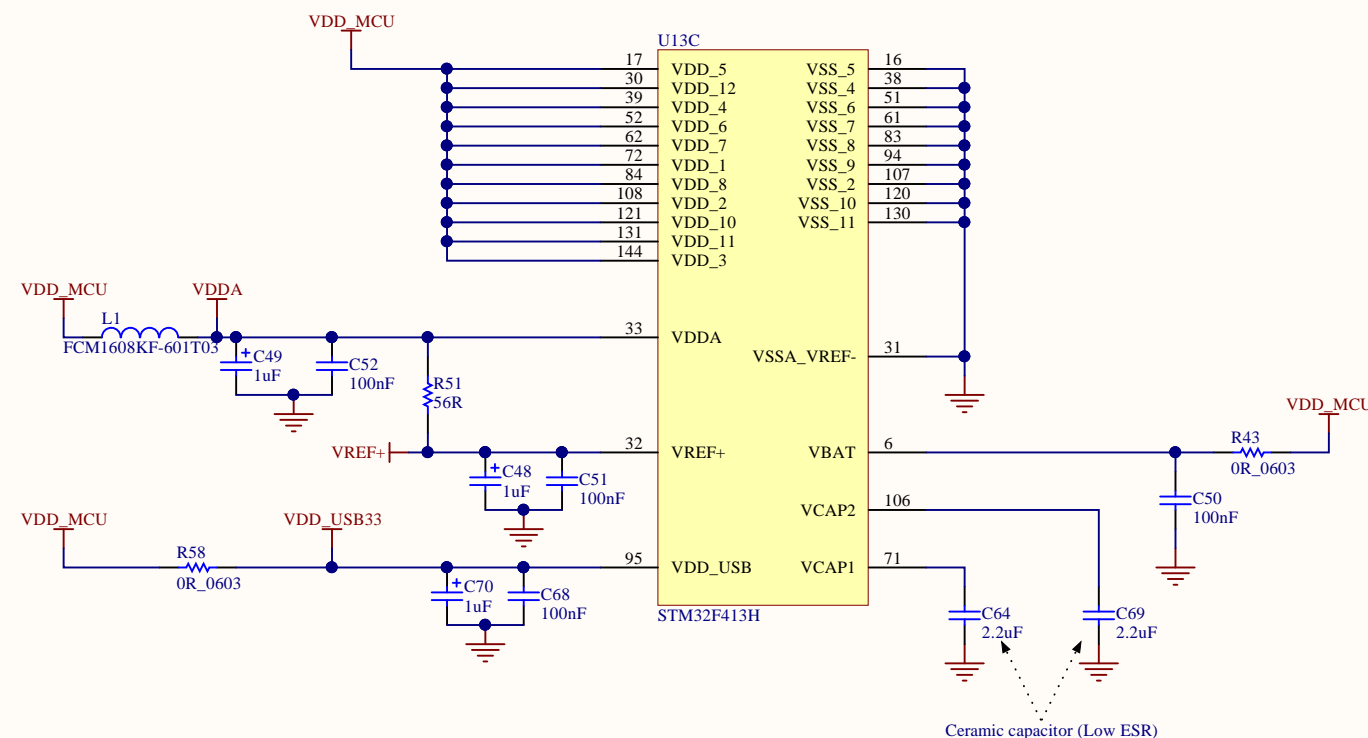 VDD_MCU
U13C
17 VDD_5 VSS_5 16
30 VDD_12 VSS_4 38
39 VDD_4 VSS_6 51
52 VDD_6 VSS_7 61
62 VDD_7 VSS_8 83
72 VDD_1 VSS_9 94
84 VDD_8 VSS_2 107
108 VDD_2 VSS_10 120
121 VDD_10 VSS_11 130
131 VDD_11
144 VDD_3
VDD_MCU VDDA
L1
FCM1608KF-601T03
33 VDDA
VSSA_VREF- 31
C49
1uF
C52
100nF
R51
56R
VDD_MCU
VREF+
32 VREF+
VBAT 6
R43
0R_0603
C48
1uF
C51
100nF
C50
100nF
VCAP2 106
VDD_MCU VDD_USB33
R58
0R_0603
95 VDD_USB
VCAP1 71
C70
1uF
C68
100nF
STM32F413H
C64
2.2uF
C69
2.2uF
Ceramic capacitor (Low ESR)